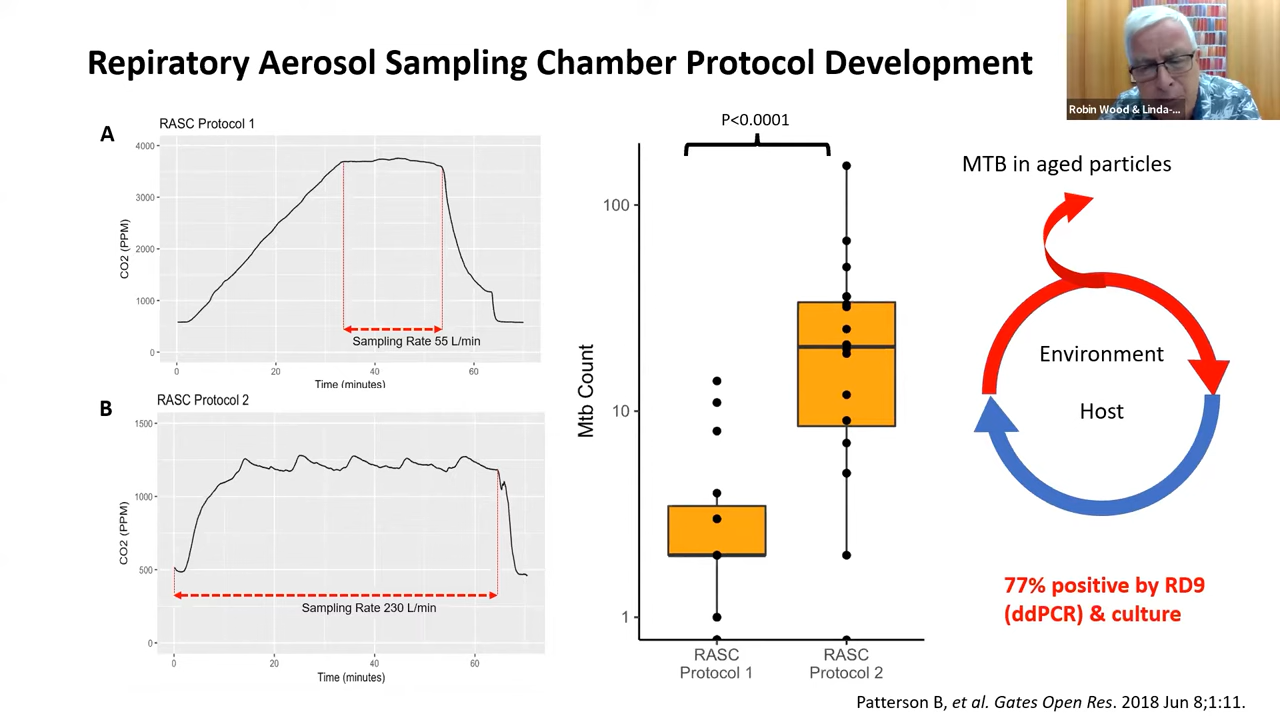 Repiratory Aerosol Sampling Chamber Protocol Development
Robin Wood & Linda-...
A
RASC Protocol 1
4000
3000
2000
1000
0
CO2 (PPM)
Sampling Rate 55 L/min
0
20
40
60
Time (minutes)
B
RASC Protocol 2
1500
1000
500
0
CO2 (PPM)
Sampling Rate 230 L/min
0
20
40
60
Time (minutes)
P<0.0001
100
10
1
Mtb Count
RASC
Protocol 1
RASC
Protocol 2
MTB in aged particles
Environment
Host
77% positive by RD9
(ddPCR) & culture
Patterson B, et al. Gates Open Res. 2018 Jun 8;1:11.